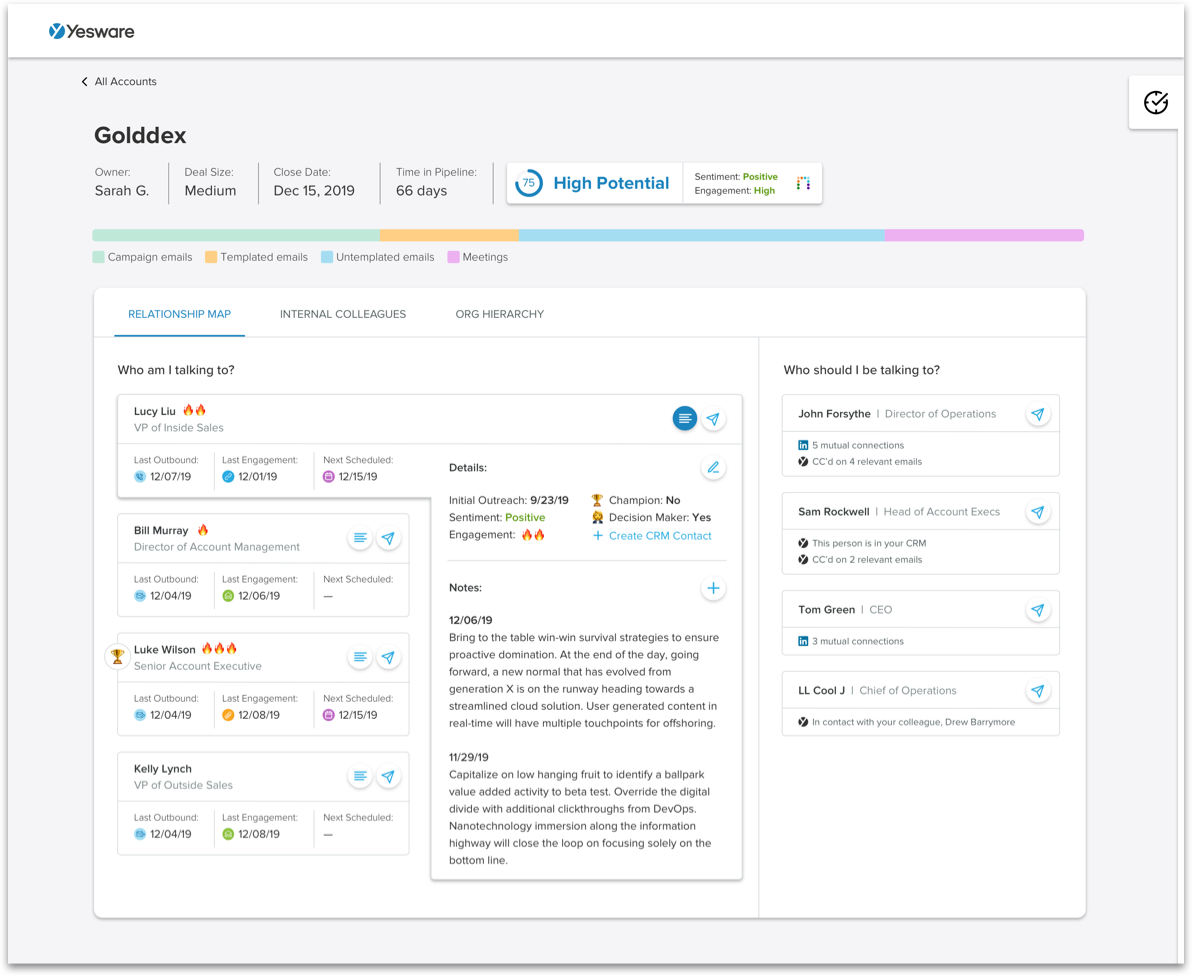 Yesware
All Accounts
Golddex
Owner:
Sarah G.
Deal Size:
Medium
Close Date:
Dec 15, 2019
Time in Pipeline:
66 days
75
High Potential
Sentiment: Positive
Engagement: High
Campaign emails
Templated emails
Untemplated emails
Meetings
RELATIONSHIP MAP
INTERNAL COLLEAGUES
ORG HIERARCHY
Who am I talking to?
Lucy Liu
VP of Inside Sales
Last Outbound:
12/07/19
Last Engagement:
12/01/19
Next Scheduled:
12/15/19
Bill Murray
Director of Account Management
Last Outbound:
12/04/19
Last Engagement:
12/06/19
Next Scheduled:
—
Luke Wilson
Senior Account Executive
Last Outbound:
12/04/19
Last Engagement:
12/08/19
Next Scheduled:
12/15/19
Kelly Lynch
VP of Outside Sales
Last Outbound:
12/04/19
Last Engagement:
12/08/19
Next Scheduled:
—
Details:
Initial Outreach: 9/23/19
Sentiment: Positive
Engagement:
Champion: No
Decision Maker: Yes
Create CRM Contact
Notes:
12/06/19
Bring to the table win-win survival strategies to ensure
proactive domination. At the end of the day, going
forward, a new normal that has evolved from
generation X is on the runway heading towards a
streamlined cloud solution. User generated content in
real-time will have multiple touchpoints for offshoring.
11/29/19
Capitalize on low hanging fruit to identify a ballpark
value added activity to beta test. Override the digital
divide with additional clickthroughs from DevOps.
Nanotechnology immersion along the information
highway will close the loop on focusing solely on the
bottom line.
Who should I be talking to?
John Forsythe | Director of Operations
in 5 mutual connections
CC'd on 4 relevant emails
Sam Rockwell | Head of Account Execs
This person is in your CRM
CC'd on 2 relevant emails
Tom Green | CEO
in 3 mutual connections
LL Cool J | Chief of Operations
In contact with your colleague, Drew Barrymore